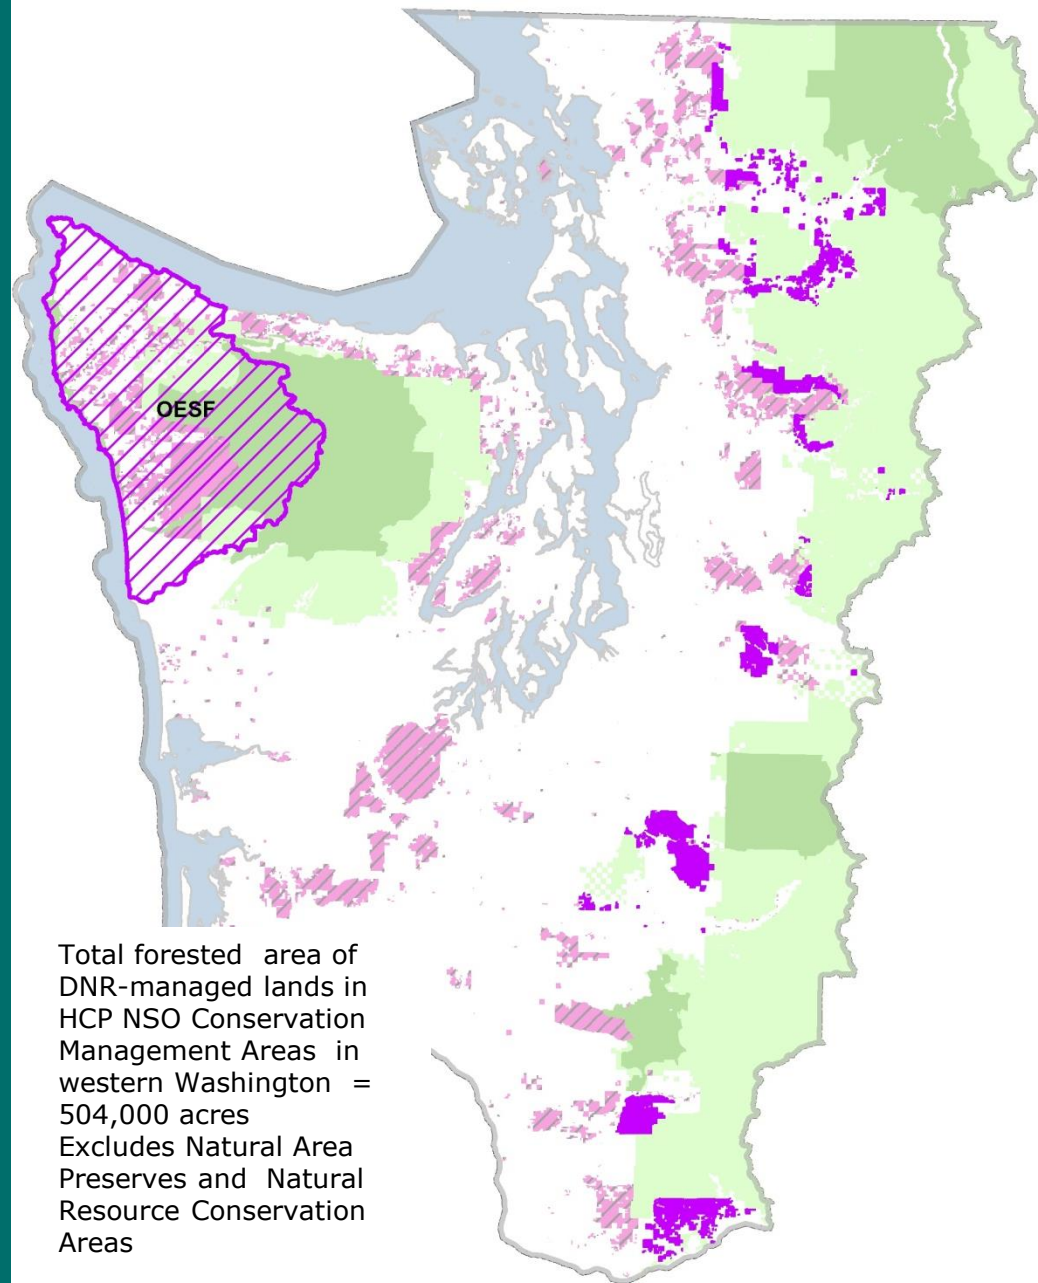 OESF
Total forested area of
DNR-managed lands in
HCP NSO Conservation
Management Areas in
western Washington =
504,000 acres
Excludes Natural Area
Preserves and Natural
Resource Conservation
Areas